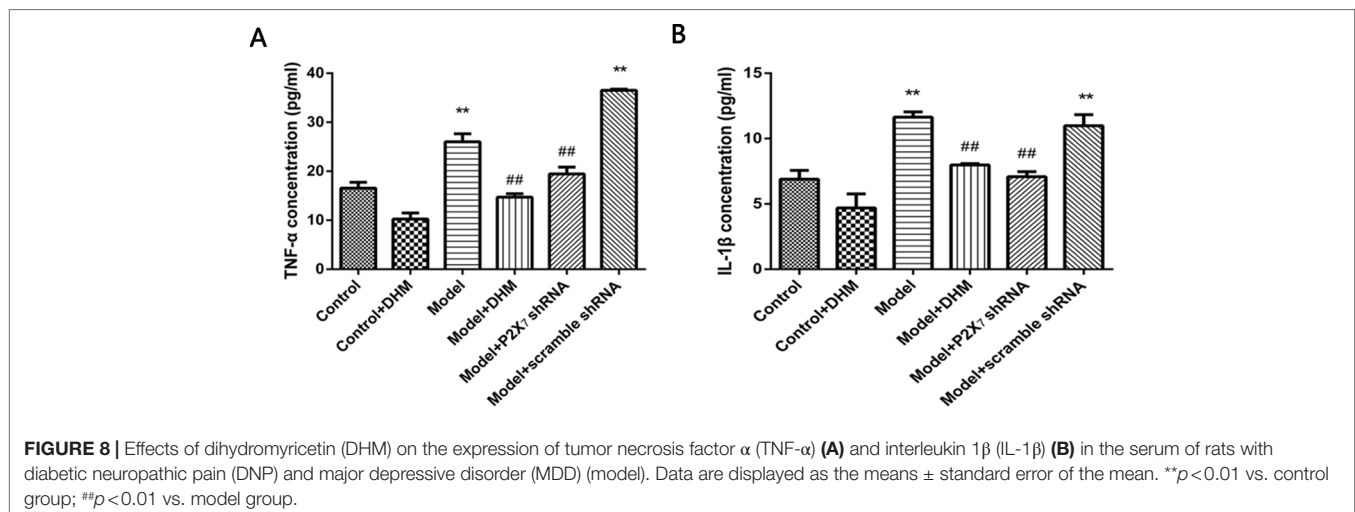 A
TNF-α concentration (pg/ml)
40
30
20
10
0
**
##
##
**
Control
Control+DHM
Model
Model+DHM
Model+P2X7 shRNA
Model+scramble shRNA
B
IL-1β concentration (pg/ml)
15
10
5
0
**
##
##
**
Control
Control+DHM
Model
Model+DHM
Model+P2X7 shRNA
Model+scramble shRNA
FIGURE 8 | Effects of dihydromyricetin (DHM) on the expression of tumor necrosis factor α (TNF-α) (A) and interleukin 1β (IL-1β) (B) in the serum of rats with
diabetic neuropathic pain (DNP) and major depressive disorder (MDD) (model). Data are displayed as the means ± standard error of the mean. **p<0.01 vs. control
group; ##p<0.01 vs. model group.